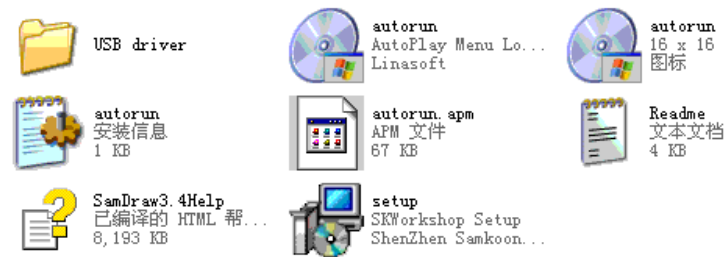 USB driver
autorun
AutoPlay Menu Lo...
Linasoft
autorun
16 x 16
图标
autorun
安装信息
1 KB
autorun.apm
APM 文件
67 KB
Readme
文本文档
4 KB
SamDraw3.4Help
已编译的 HTML 帮...
8,193 KB
setup
SKWorkshop Setup
ShenZhen Samkoon...